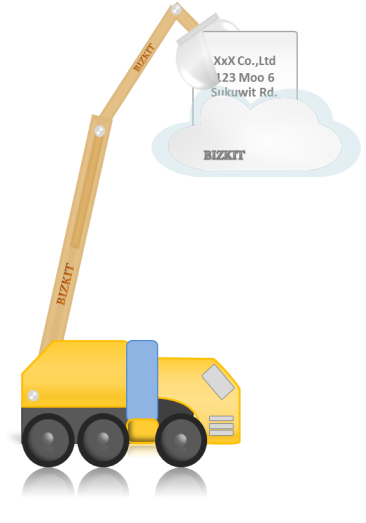 BIZKIT
XxX Co.,Ltd
123 Moo 6
Sukuwit Rd.
BIZKIT
BIZKIT